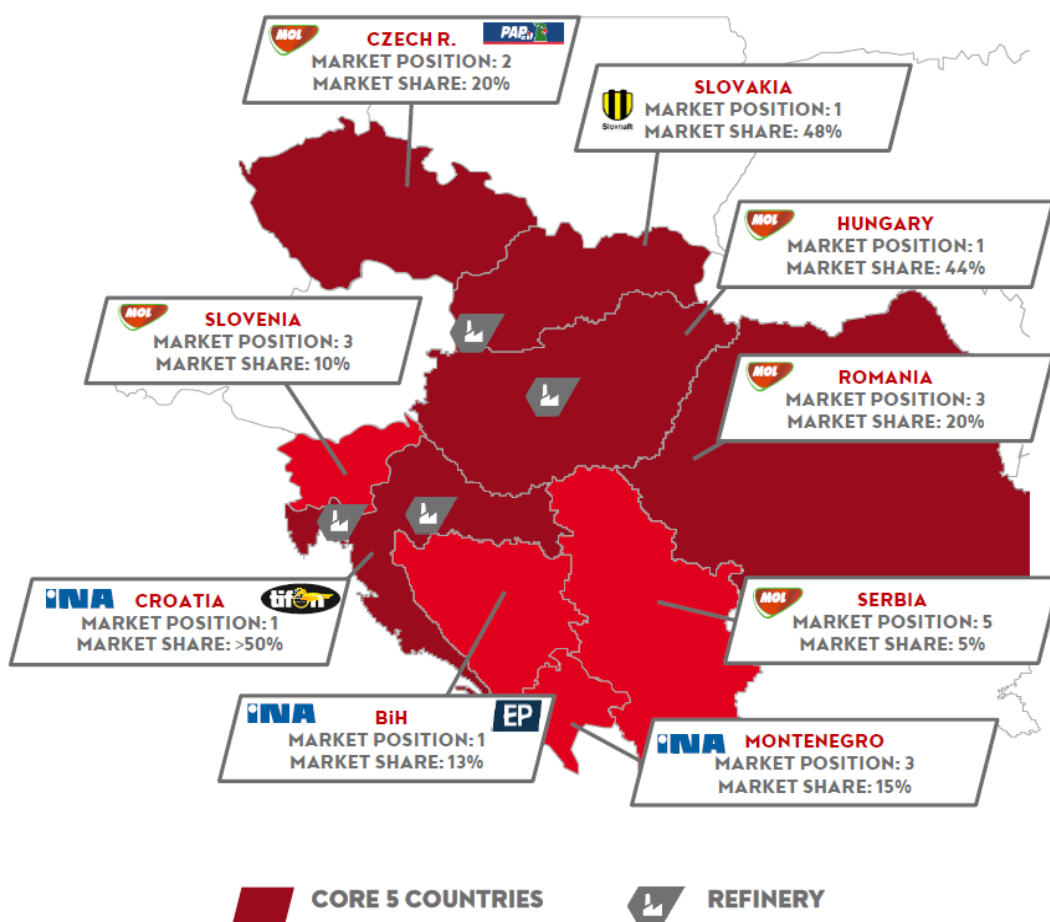 MOL
CZECH R.
PAP oil
MARKET POSITION: 2
MARKET SHARE: 20%
SLOVAKIA
Slovnaft
MARKET POSITION: 1
MARKET SHARE: 48%
MOL
HUNGARY
MARKET POSITION: 1
MARKET SHARE: 44%
MOL
SLOVENIA
MARKET POSITION: 3
MARKET SHARE: 10%
MOL
ROMANIA
MARKET POSITION: 3
MARKET SHARE: 20%
INA
CROATIA
tifon
MARKET POSITION: 1
MARKET SHARE: >50%
MOL
SERBIA
MARKET POSITION: 5
MARKET SHARE: 5%
INA
BiH
EP
MARKET POSITION: 1
MARKET SHARE: 13%
INA
MONTENEGRO
MARKET POSITION: 3
MARKET SHARE: 15%
CORE 5 COUNTRIES
REFINERY